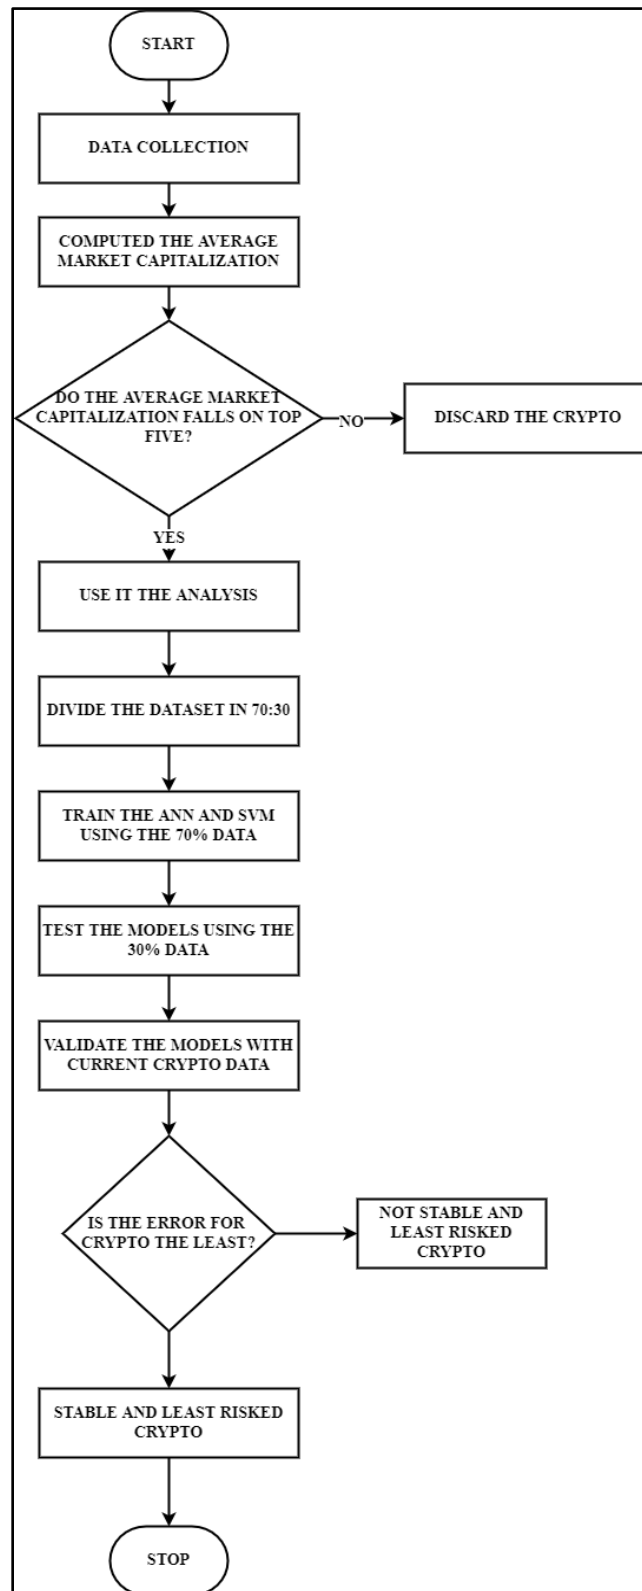 START
DATA COLLECTION
COMPUTED THE AVERAGE
MARKET CAPITALIZATION
DO THE AVERAGE MARKET
CAPITALIZATION FALLS ON TOP
FIVE?
NO
DISCARD THE CRYPTO
YES
USE IT THE ANALYSIS
DIVIDE THE DATASET IN 70:30
TRAIN THE ANN AND SVM
USING THE 70% DATA
TEST THE MODELS USING THE
30% DATA
VALIDATE THE MODELS WITH
CURRENT CRYPTO DATA
IS THE ERROR FOR
CRYPTO THE LEAST?
NOT STABLE AND
LEAST RISKED
CRYPTO
STABLE AND LEAST RISKED
CRYPTO
STOP